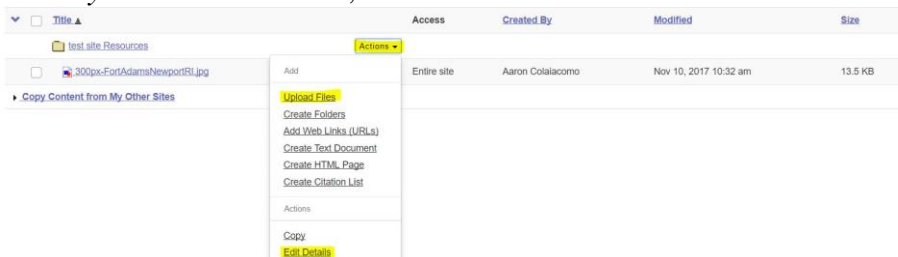 Title Access Created By Modified Size
test site Resources Actions
300px-FortAdamsNewportRI.jpg Entire site Aaron Colaiacomo Nov 10, 2017 10:32 am 13.5 KB
Copy Content from My Other Sites
Add
Upload Files
Create Folders
Add Web Links (URLs)
Create Text Document
Create HTML Page
Create Citation List
Actions
Copy
Edit Details